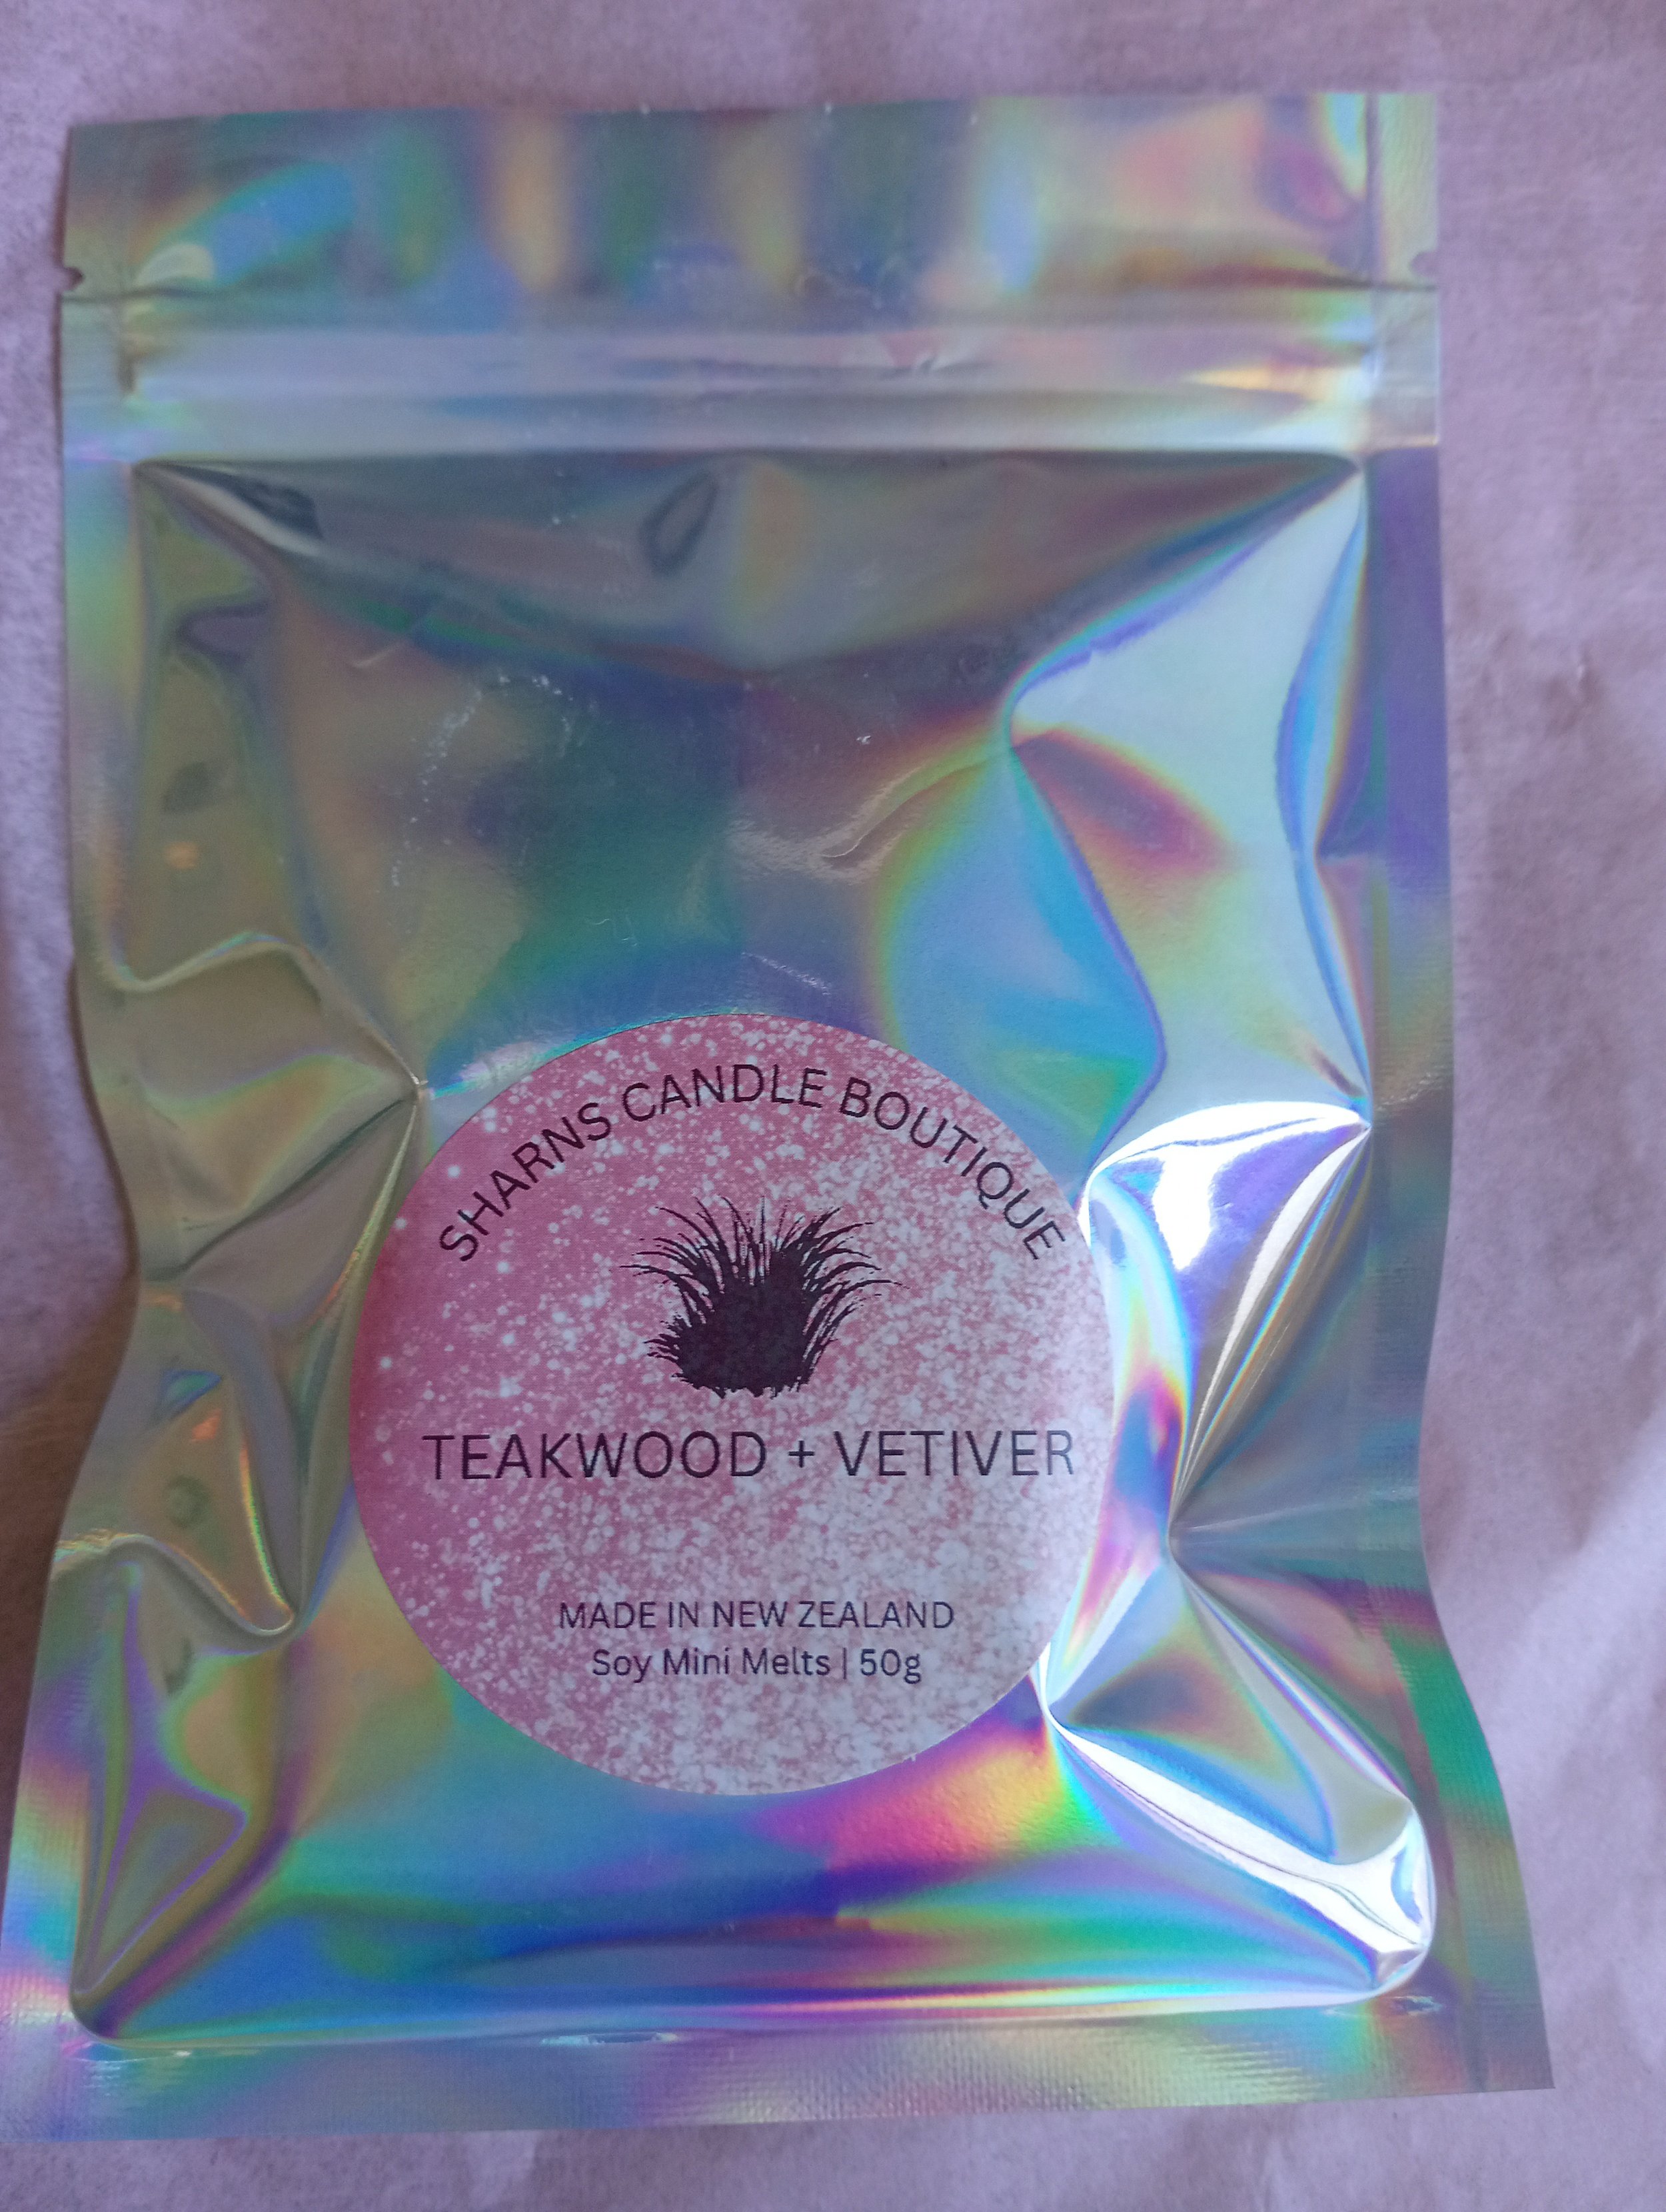 SHARNS CANDLE BOUTIQUE
TEAKWOOD + VETIVER
MADE IN NEW ZEALAND
Soy Mini Melts | 50g